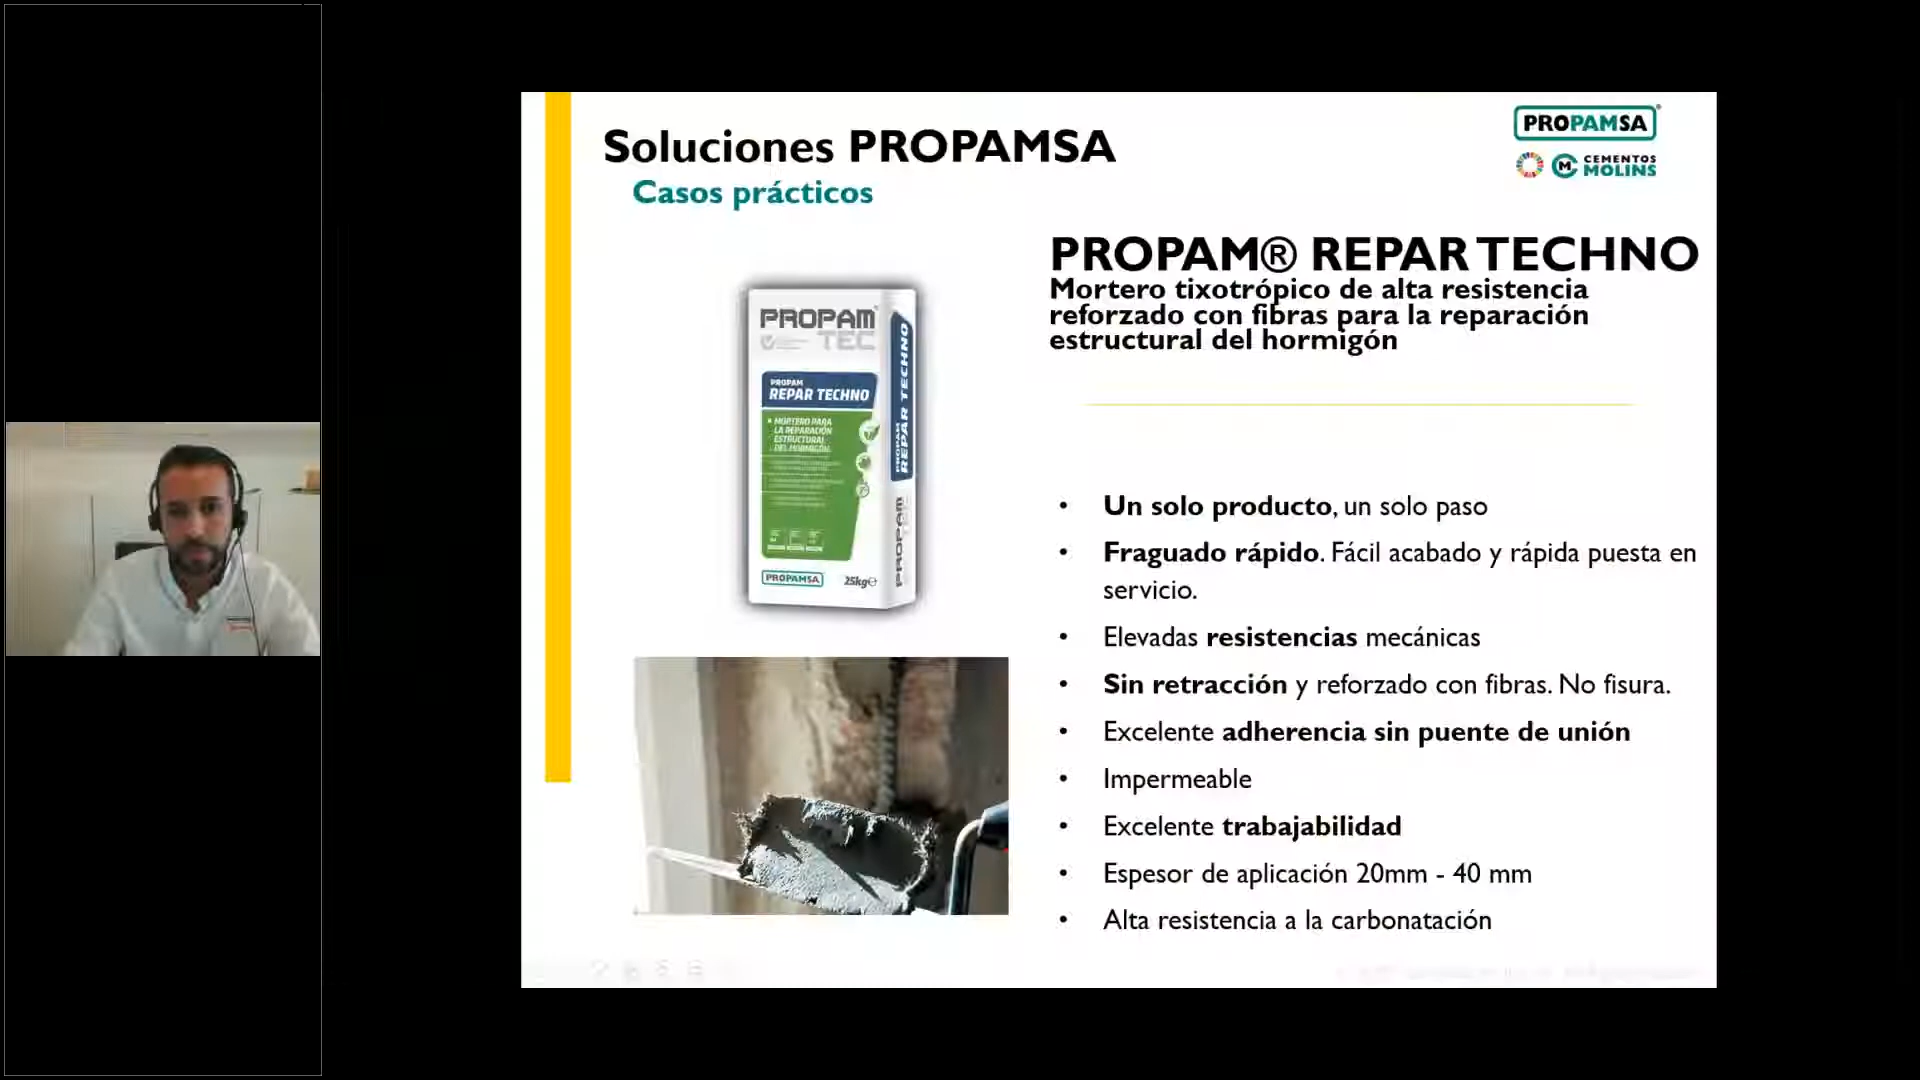 Soluciones PROPAMSA
Casos prácticos
PROPAMSA
CEMENTOS
MOLINS
PROPAM® REPAR TECHNO
Mortero tixotrópico de alta resistencia
reforzado con fibras para la reparación
estructural del hormigón
PROPAM
TEC
PROPAM
REPAR TECHNO
MORTERO PARA
LA REPARACIÓN
ESTRUCTURAL
DEL HORMIGÓN
PROPAMSA
25kg℮
PROPAM
REPAR TECHNO
PROPAM
• Un solo producto, un solo paso
• Fraguado rápido. Fácil acabado y rápida puesta en
servicio.
• Elevadas resistencias mecánicas
• Sin retracción y reforzado con fibras. No fisura.
• Excelente adherencia sin puente de unión
• Impermeable
• Excelente trabajabilidad
• Espesor de aplicación 20mm - 40 mm
• Alta resistencia a la carbonatación